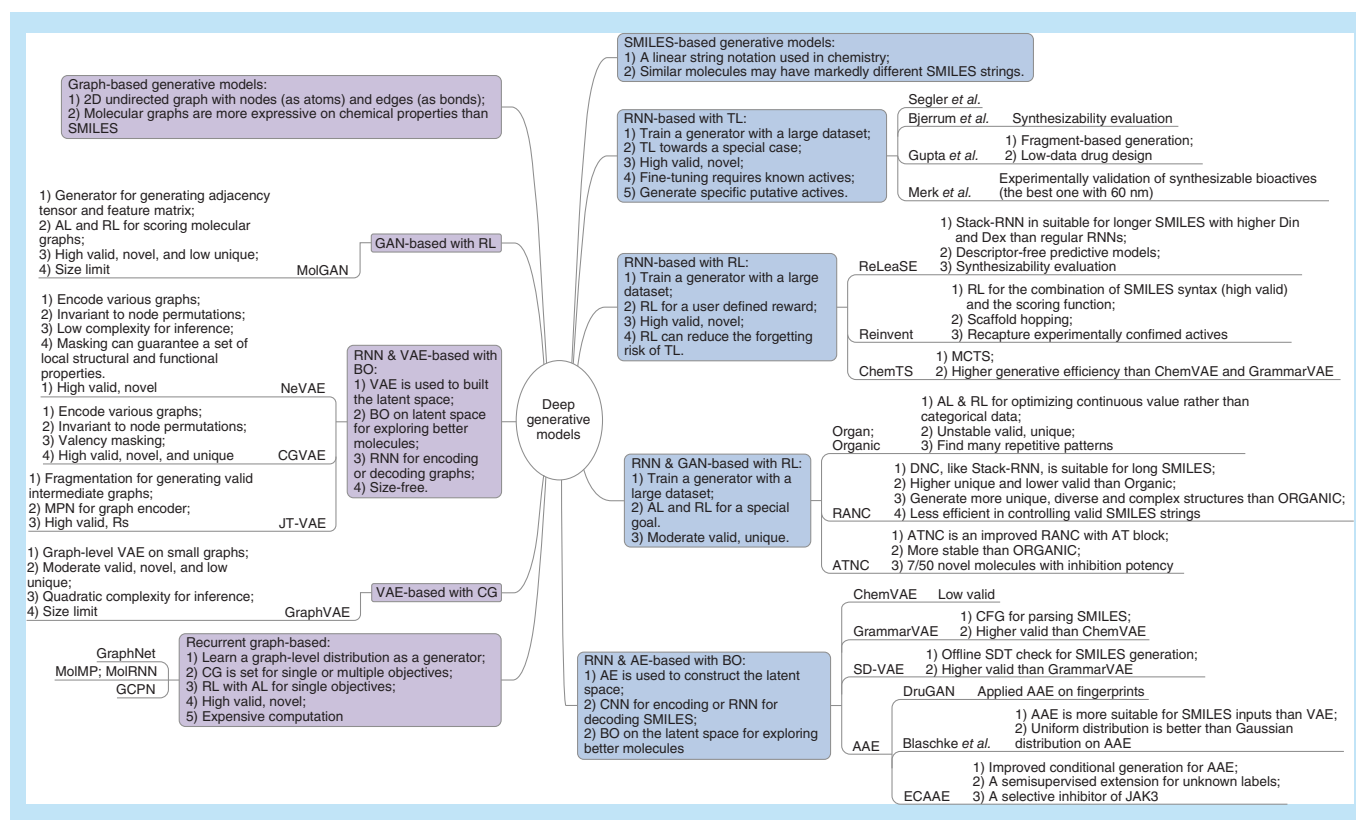 Graph-based generative models:
1) 2D undirected graph with nodes (as atoms) and edges (as bonds);
2) Molecular graphs are more expressive on chemical properties than
SMILES
1) Generator for generating adjacency
tensor and feature matrix;
2) AL and RL for scoring molecular
graphs;
3) High valid, novel, and low unique;
4) Size limit
MolGAN
GAN-based with RL
1) Encode various graphs;
2) Invariant to node permutations;
3) Low complexity for inference;
4) Masking can guarantee a set of
local structural and functional
properties.
1) High valid, novel
NeVAE
1) Encode various graphs;
2) Invariant to node permutations;
3) Valency masking;
4) High valid, novel, and unique
CGVAE
1) Fragmentation for generating valid
intermediate graphs;
2) MPN for graph encoder;
3) High valid, Rs
JT-VAE
RNN & VAE-based with
BO:
1) VAE is used to built
the latent space;
2) BO on latent space
for exploring better
molecules;
3) RNN for encoding
or decoding graphs;
4) Size-free.
1) Graph-level VAE on small graphs;
2) Moderate valid, novel, and low
unique;
3) Quadratic complexity for inference;
4) Size limit
GraphVAE
VAE-based with CG
GraphNet
MolMP; MolRNN
GCPN
Recurrent graph-based:
1) Learn a graph-level distribution as a generator;
2) CG is set for single or multiple objectives;
3) RL with AL for single objectives;
4) High valid, novel;
5) Expensive computation
Deep
generative
models
SMILES-based generative models:
1) A linear string notation used in chemistry;
2) Similar molecules may have markedly different SMILES strings.
RNN-based with TL:
1) Train a generator with a large dataset;
2) TL towards a special case;
3) High valid, novel;
4) Fine-tuning requires known actives;
5) Generate specific putative actives.
Segler et al.
Bjerrum et al. Synthesizability evaluation
1) Fragment-based generation;
Gupta et al. 2) Low-data drug design
Experimentally validation of synthesizable bioactives
Merk et al. (the best one with 60 nm)
RNN-based with RL:
1) Train a generator with a large
dataset;
2) RL for a user defined reward;
3) High valid, novel;
4) RL can reduce the forgetting
risk of TL.
1) Stack-RNN in suitable for longer SMILES with higher Din
and Dex than regular RNNs;
2) Descriptor-free predictive models;
ReLeaSE 3) Synthesizability evaluation
1) RL for the combination of SMILES syntax (high valid)
and the scoring function;
2) Scaffold hopping;
Reinvent 3) Recapture experimentally confimed actives
1) MCTS;
ChemTS 2) Higher generative efficiency than ChemVAE and GrammarVAE
RNN & GAN-based with RL:
1) Train a generator with a
large dataset;
2) AL and RL for a special
goal.
3) Moderate valid, unique.
1) AL & RL for optimizing continuous value rather than
categorical data;
Organ; 2) Unstable valid, unique;
Organic 3) Find many repetitive patterns
1) DNC, like Stack-RNN, is suitable for long SMILES;
2) Higher unique and lower valid than Organic;
3) Generate more unique, diverse and complex structures than ORGANIC;
RANC 4) Less efficient in controlling valid SMILES strings
1) ATNC is an improved RANC with AT block;
2) More stable than ORGANIC;
ATNC 3) 7/50 novel molecules with inhibition potency
RNN & AE-based with BO:
1) AE is used to construct the latent
space;
2) CNN for encoding or RNN for
decoding SMILES;
2) BO on the latent space for exploring
better molecules
ChemVAE Low valid
1) CFG for parsing SMILES;
GrammarVAE 2) Higher valid than ChemVAE
1) Offline SDT check for SMILES generation;
SD-VAE 2) Higher valid than GrammarVAE
AAE
DruGAN Applied AAE on fingerprints
1) AAE is more suitable for SMILES inputs than VAE;
2) Uniform distribution is better than Gaussian
Blaschke et al. distribution on AAE
1) Improved conditional generation for AAE;
2) A semisupervised extension for unknown labels;
ECAAE 3) A selective inhibitor of JAK3